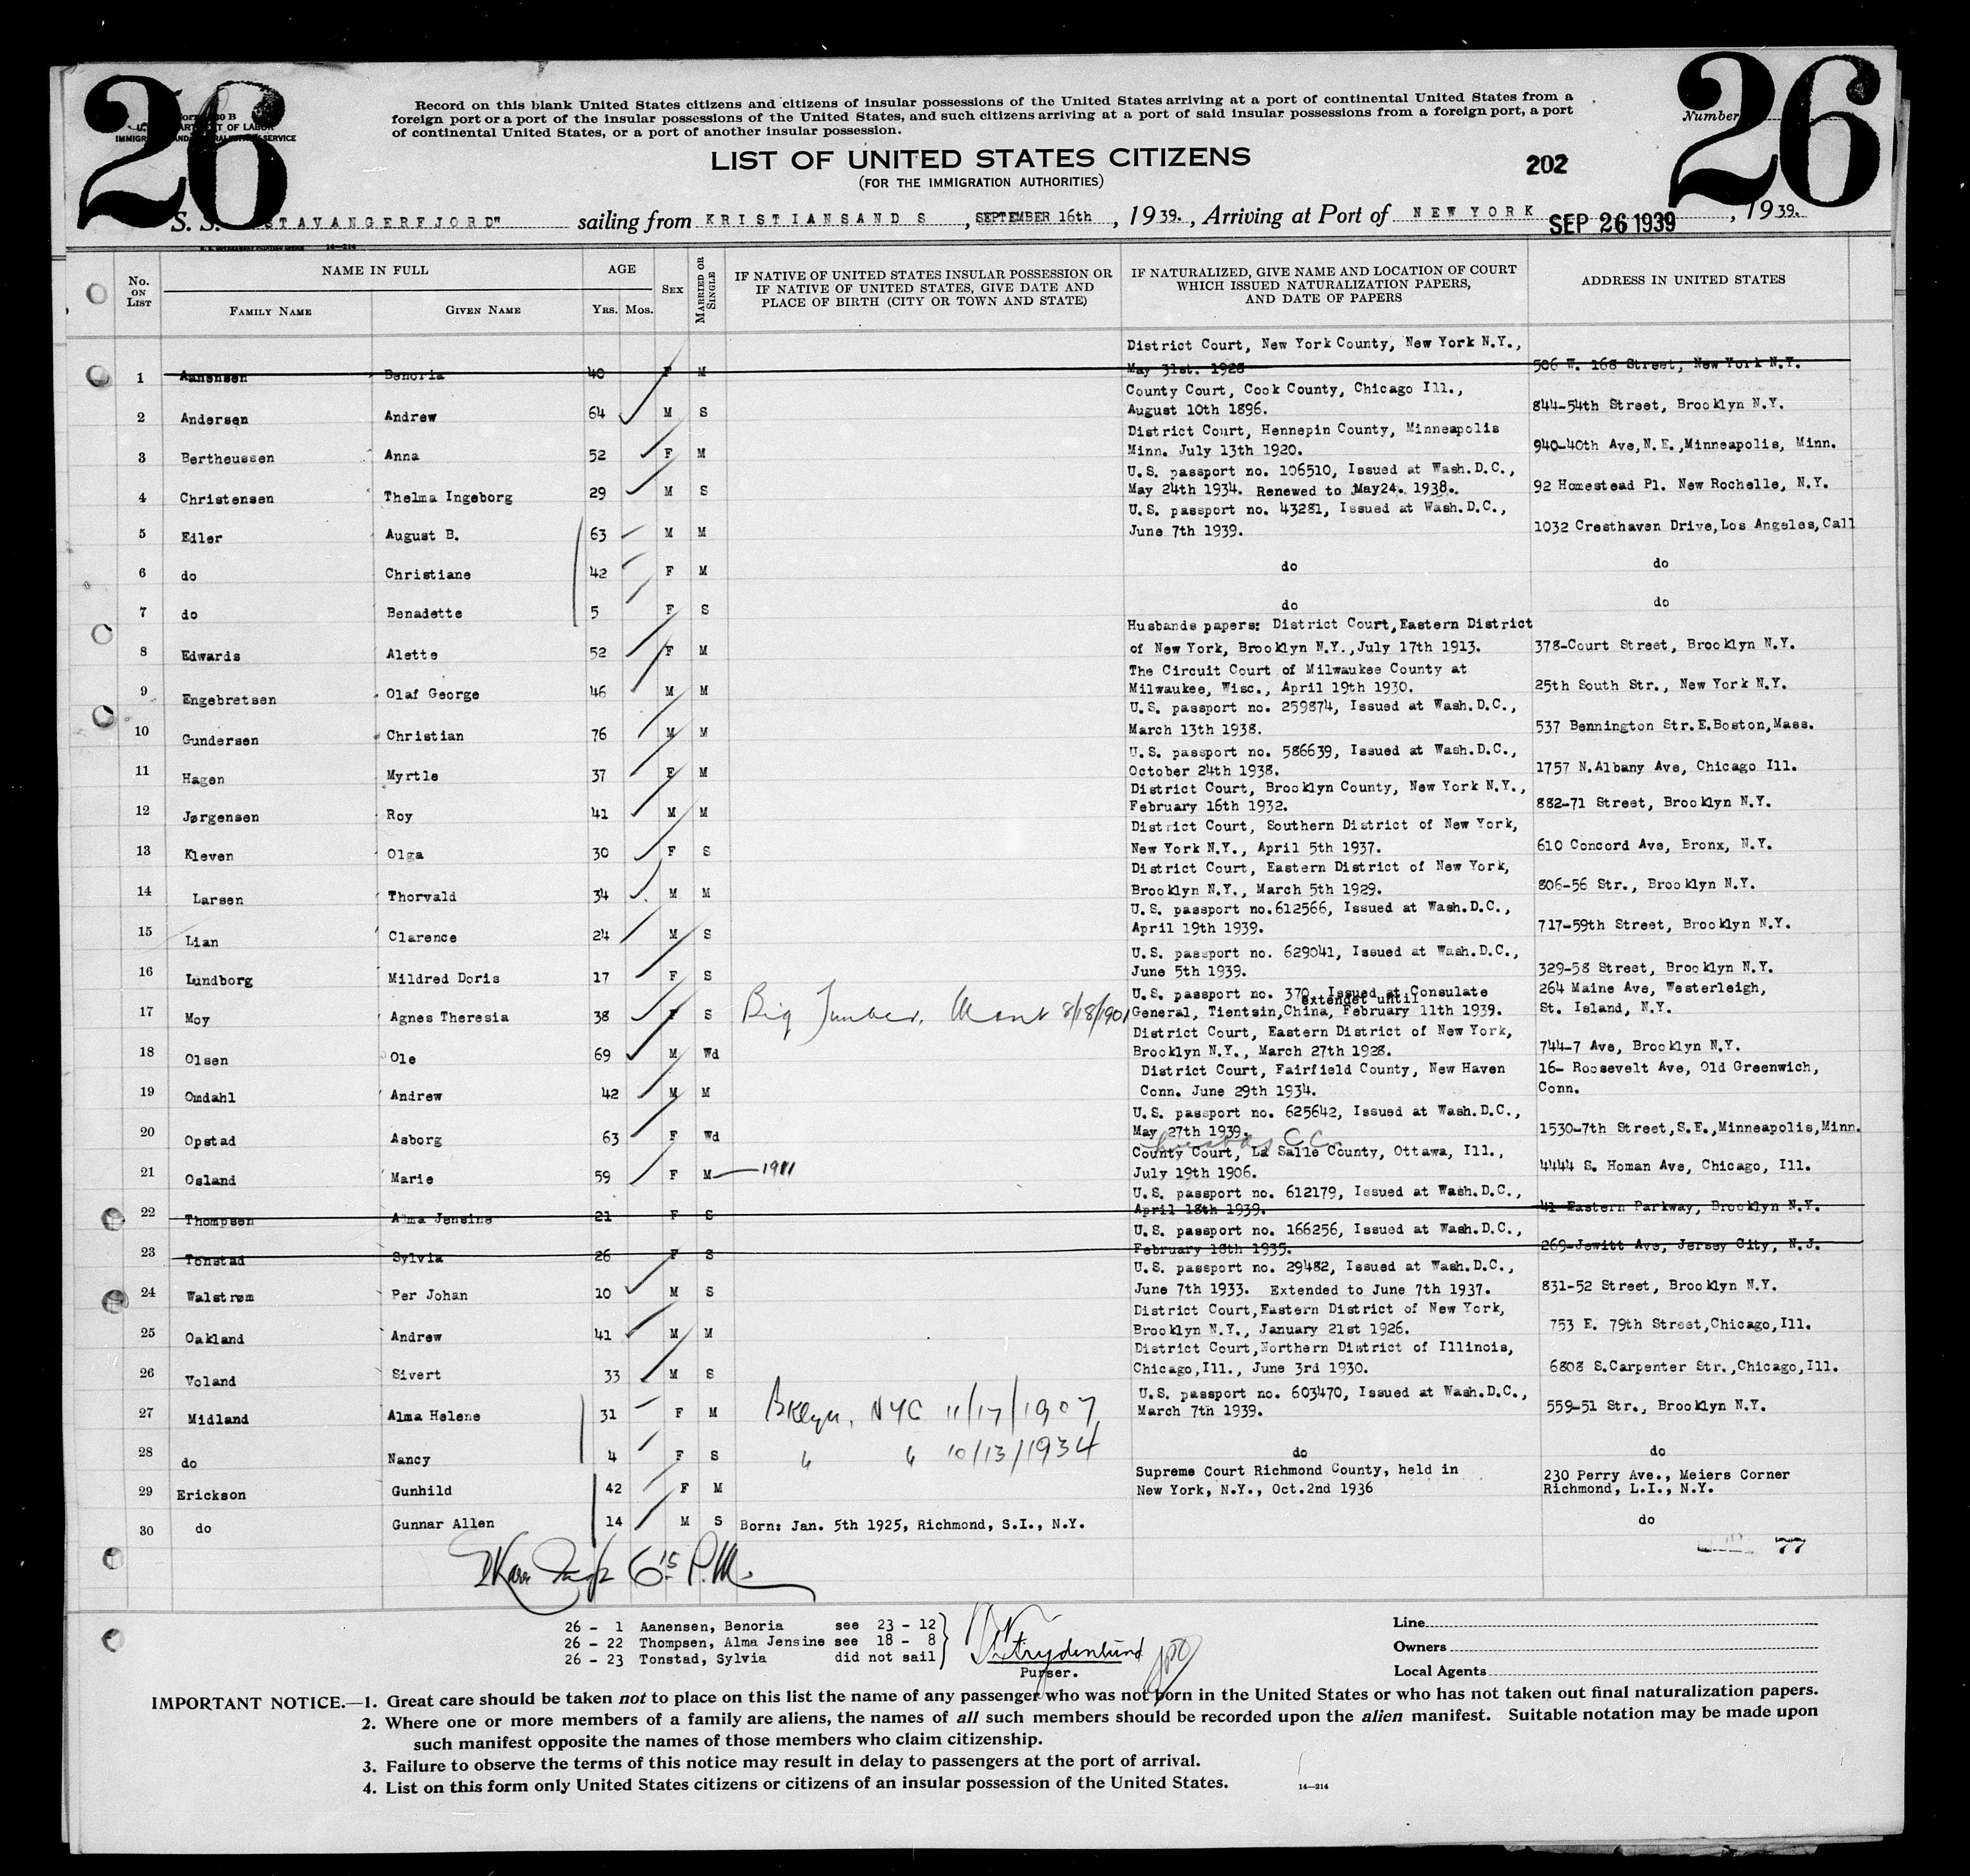 26
26
Form 630 B
U. S. DEPARTMENT OF LABOR
IMMIGRATION AND NATURALIZATION SERVICE
Number
Record on this blank United States citizens and citizens of insular possessions of the United States arriving at a port of continental United States from a
foreign port or a port of the insular possessions of the United States, and such citizens arriving at a port of said insular possessions from a foreign port, a port
of continental United States, or a port of another insular possession.
LIST OF UNITED STATES CITIZENS
202
(FOR THE IMMIGRATION AUTHORITIES)
S. S. STAVANGERFJORD" sailing from KRISTIANSAND S, SEPTEMBER 16th, 1939., Arriving at Port of NEW YORK SEP 26 1939, 1939.
14—214
No. ON LIST NAME IN FULL AGE SEX MARRIED OR SINGLE IF NATIVE OF UNITED STATES INSULAR POSSESSION OR IF NATIVE OF UNITED STATES, GIVE DATE AND PLACE OF BIRTH (CITY OR TOWN AND STATE) IF NATURALIZED, GIVE NAME AND LOCATION OF COURT WHICH ISSUED NATURALIZATION PAPERS, AND DATE OF PAPERS ADDRESS IN UNITED STATES
FAMILY NAME GIVEN NAME YRS. MOS.
District Court, New York County, New York N.Y.,
1 Aanensen Benoria 40 F M May 31st. 1928 506 W. 168 Street, New York N.Y.
County Court, Cook County, Chicago Ill.,
2 Andersen Andrew 64 M S August 10th 1896. 844-54th Street, Brooklyn N.Y.
District Court, Hennepin County, Minneapolis
3 Bertheussen Anna 52 F M Minn. July 13th 1920. 940-40th Ave,N.E.,Minneapolis, Minn.
U.S. passport no. 106510, Issued at Wash.D.C.,
4 Christensen Thelma Ingeborg 29 M S May 24th 1934. Renewed to May24. 1938. 92 Homestead Pl. New Rochelle, N.Y.
U.S. passport no. 43281, Issued at Wash.D.C.,
5 Eiler August B. 63 M M June 7th 1939. 1032 Cresthaven Drive,Los Angeles,Call
6 do Christiane 42 F M do do
7 do Benadette 5 F S do do
Husbands papers: District Court,Eastern District
8 Edwards Alette 52 F M of New York, Brooklyn N.Y.,July 17th 1913. 378-Court Street, Brooklyn N.Y.
The Circuit Court of Milwaukee County at
9 Engebretsen Olaf George 46 M M Milwaukee, Wisc., April 19th 1930. 25th South Str., New York N.Y.
U.S. passport no. 259874, Issued at Wash.D.C.,
10 Gundersen Christian 76 M M March 13th 1938. 537 Bennington Str.E.Boston,Mass.
U.S. passport no. 586639, Issued at Wash.D.C.,
11 Hagen Myrtle 37 F M October 24th 1938. 1757 N.Albany Ave, Chicago Ill.
District Court, Brooklyn County, New York N.Y.,
12 Jørgensen Roy 41 M M February 16th 1932. 882-71 Street, Brooklyn N.Y.
District Court, Southern District of New York,
13 Kleven Olga 30 F S New York N.Y., April 5th 1937. 610 Concord Ave, Bronx, N.Y.
District Court, Eastern District of New York,
14 Larsen Thorvald 34 M M Brooklyn N.Y., March 5th 1929. 806-56 Str., Brooklyn N.Y.
U.S. passport no.612566, Issued at Wash.D.C.,
15 Lian Clarence 24 M S April 19th 1939. 717-59th Street, Brooklyn N.Y.
U.S. passport no. 629041, Issued at Wash.D.C.,
16 Lundborg Mildred Doris 17 F S June 5th 1939. 329-58 Street, Brooklyn N.Y.
U.S. passport no. 370, Issued at Consulate 264 Maine Ave, Westerleigh,
extendet until
17 Moy Agnes Theresia 38 F S Big Timber, Mont 8/18/1901 General, Tientsin,China, February 11th 1939. St. Island, N.Y.
District Court, Eastern District of New York,
18 Olsen Ole 69 M Wd Brooklyn N.Y., March 27th 1928. 744-7 Ave, Brooklyn N.Y.
District Court, Fairfield County, New Haven 16- Roosevelt Ave, Old Greenwich,
19 Omdahl Andrew 42 M M Conn. June 29th 1934. Conn.
U.S. passport no. 625642, Issued at Wash.D.C.,
20 Opstad Asborg 63 F Wd May 27th 1939. 1530-7th Street,S.E.,Minneapolis,Minn.
County Court, La Salle County, Ottawa, Ill.,
21 Osland Marie 59 F M 1911 July 19th 1906. 4444 S. Homan Ave, Chicago, Ill.
U.S. passport no. 612179, Issued at Wash.D.C.,
22 Thompsen Alma Jensine 21 F S April 18th 1939. 41 Eastern Parkway, Brooklyn N.Y.
U.S. passport no. 166256, Issued at Wash.D.C.,
23 Tonstad Sylvia 26 F S February 18th 1935. 269-Jewitt Ave, Jersey City, N.J.
U.S. passport no. 29482, Issued at Wash.D.C.,
24 Walstrøm Per Johan 10 M S June 7th 1933. Extended to June 7th 1937. 831-52 Street, Brooklyn N.Y.
District Court,Eastern District of New York,
25 Oakland Andrew 41 M M Brooklyn N.Y., January 21st 1926. 753 E. 79th Street,Chicago,Ill.
District Court,Northern District of Illinois,
26 Voland Sivert 33 M S Chicago,Ill., June 3rd 1930. 6808 S.Carpenter Str.,Chicago,Ill.
U.S. passport no. 603470, Issued at Wash.D.C.,
27 Midland Alma Helene 31 F M Bklyn, NYC 11/17/1907 March 7th 1939. 559-51 Str., Brooklyn N.Y.
28 do Nancy 4 F S " " 10/13/1934 do do
Supreme Court Richmond County, held in 230 Perry Ave., Meiers Corner
29 Erickson Gunhild 42 F M New York, N.Y., Oct.2nd 1936 Richmond, L.I., N.Y.
30 do Gunnar Allen 14 M S Born: Jan. 5th 1925, Richmond, S.I., N.Y. do
77
6:15 P.M.
26 - 1 Aanensen, Benoria see 23 - 12
26 - 22 Thompsen, Alma Jensine see 18 - 8
26 - 23 Tonstad, Sylvia did not sail
Purser.
Line
Owners
Local Agents
IMPORTANT NOTICE.—1. Great care should be taken not to place on this list the name of any passenger who was not born in the United States or who has not taken out final naturalization papers.
2. Where one or more members of a family are aliens, the names of all such members should be recorded upon the alien manifest. Suitable notation may be made upon
such manifest opposite the names of those members who claim citizenship.
3. Failure to observe the terms of this notice may result in delay to passengers at the port of arrival.
4. List on this form only United States citizens or citizens of an insular possession of the United States.
14—214